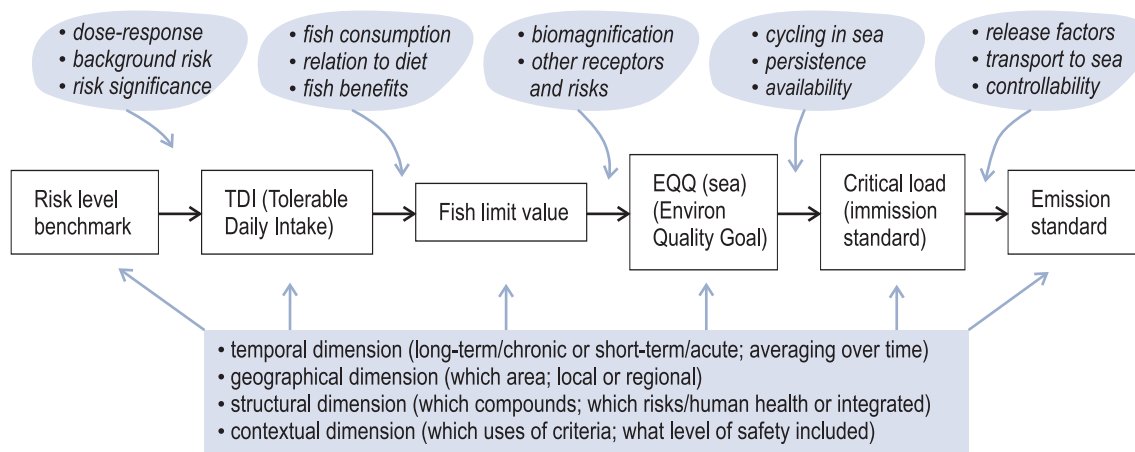 • dose-response
• background risk
• risk significance
• fish consumption
• relation to diet
• fish benefits
• biomagnification
• other receptors
and risks
• cycling in sea
• persistence
• availability
• release factors
• transport to sea
• controllability
Risk level
benchmark
TDI (Tolerable
Daily Intake)
Fish limit value
EQQ (sea)
(Environ
Quality Goal)
Critical load
(immission
standard)
Emission
standard
• temporal dimension (long-term/chronic or short-term/acute; averaging over time)
• geographical dimension (which area; local or regional)
• structural dimension (which compounds; which risks/human health or integrated)
• contextual dimension (which uses of criteria; what level of safety included)